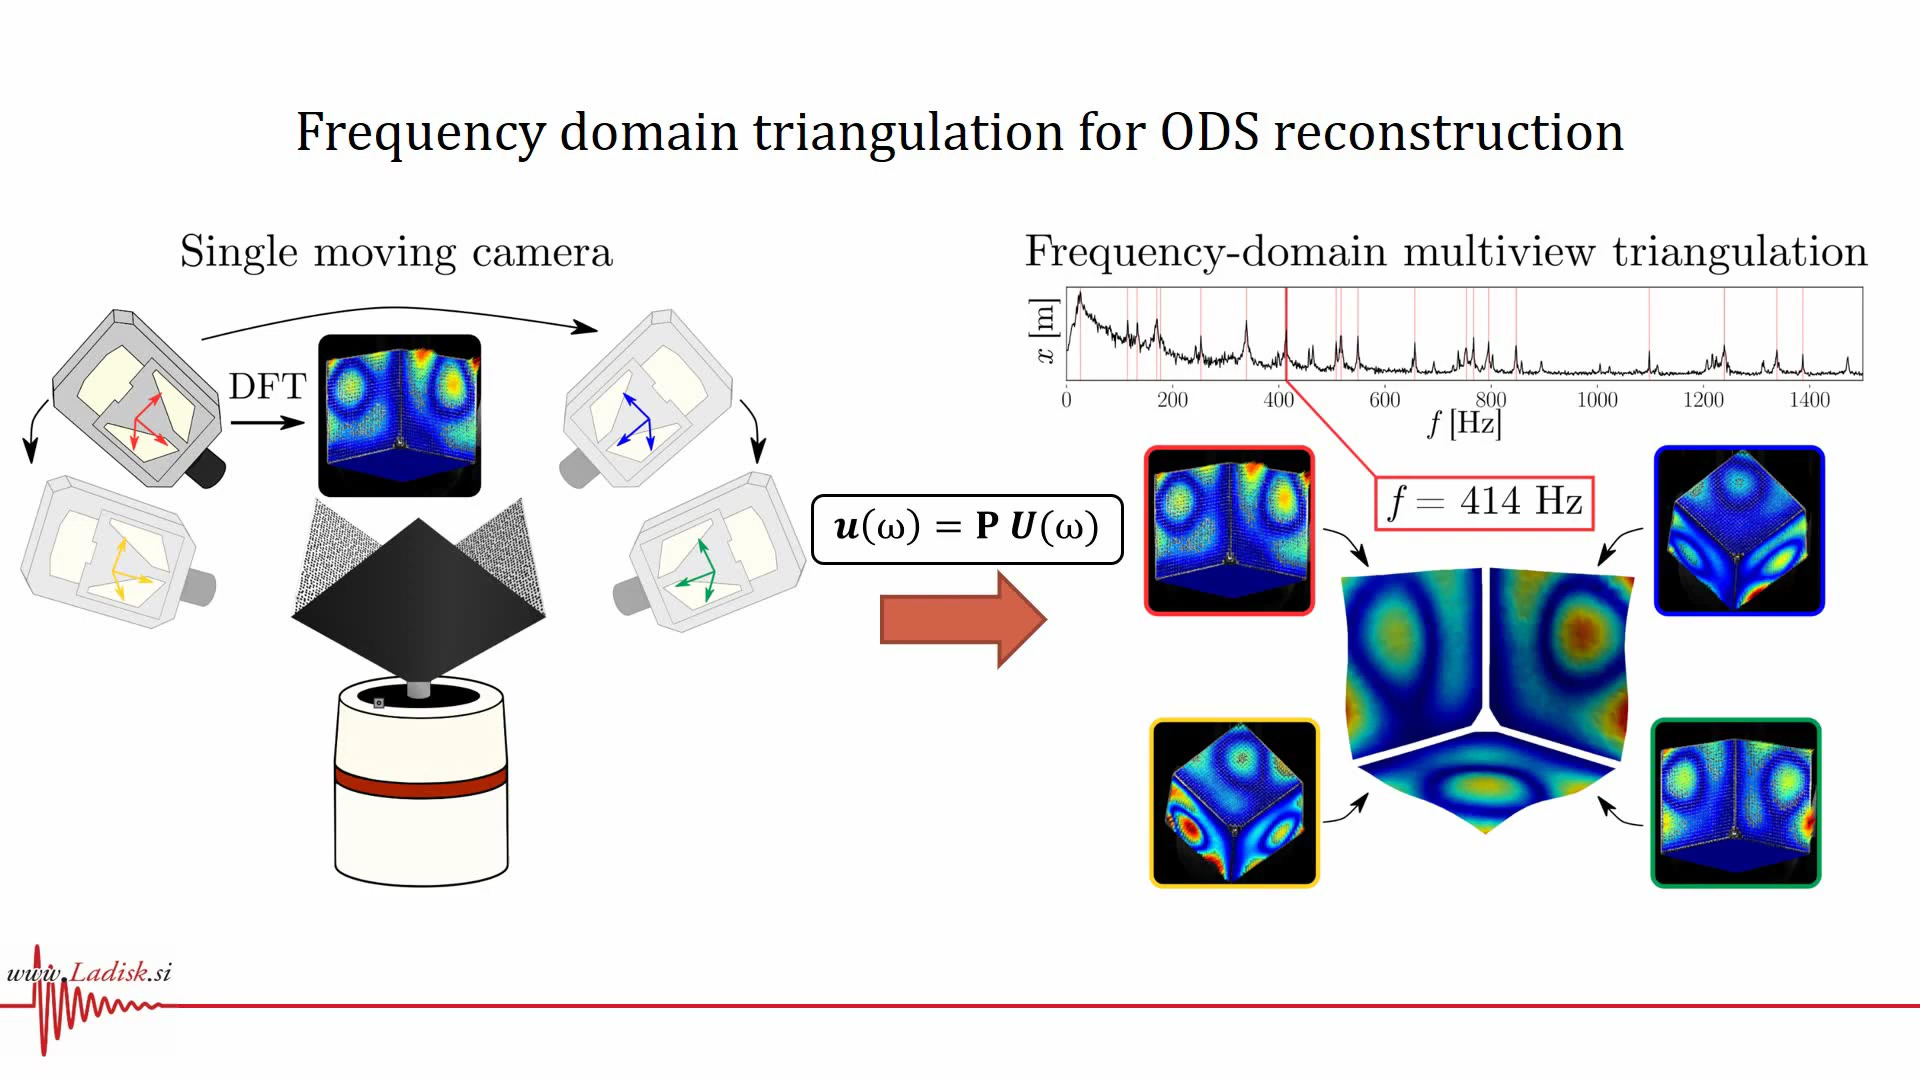 Frequency domain triangulation for ODS reconstruction
Single moving camera
DFT
u(ω) = P U(ω)
Frequency-domain multiview triangulation
x [m]
0 200 400 600 800 1000 1200 1400
f [Hz]
f = 414 Hz
www.Ladisk.si